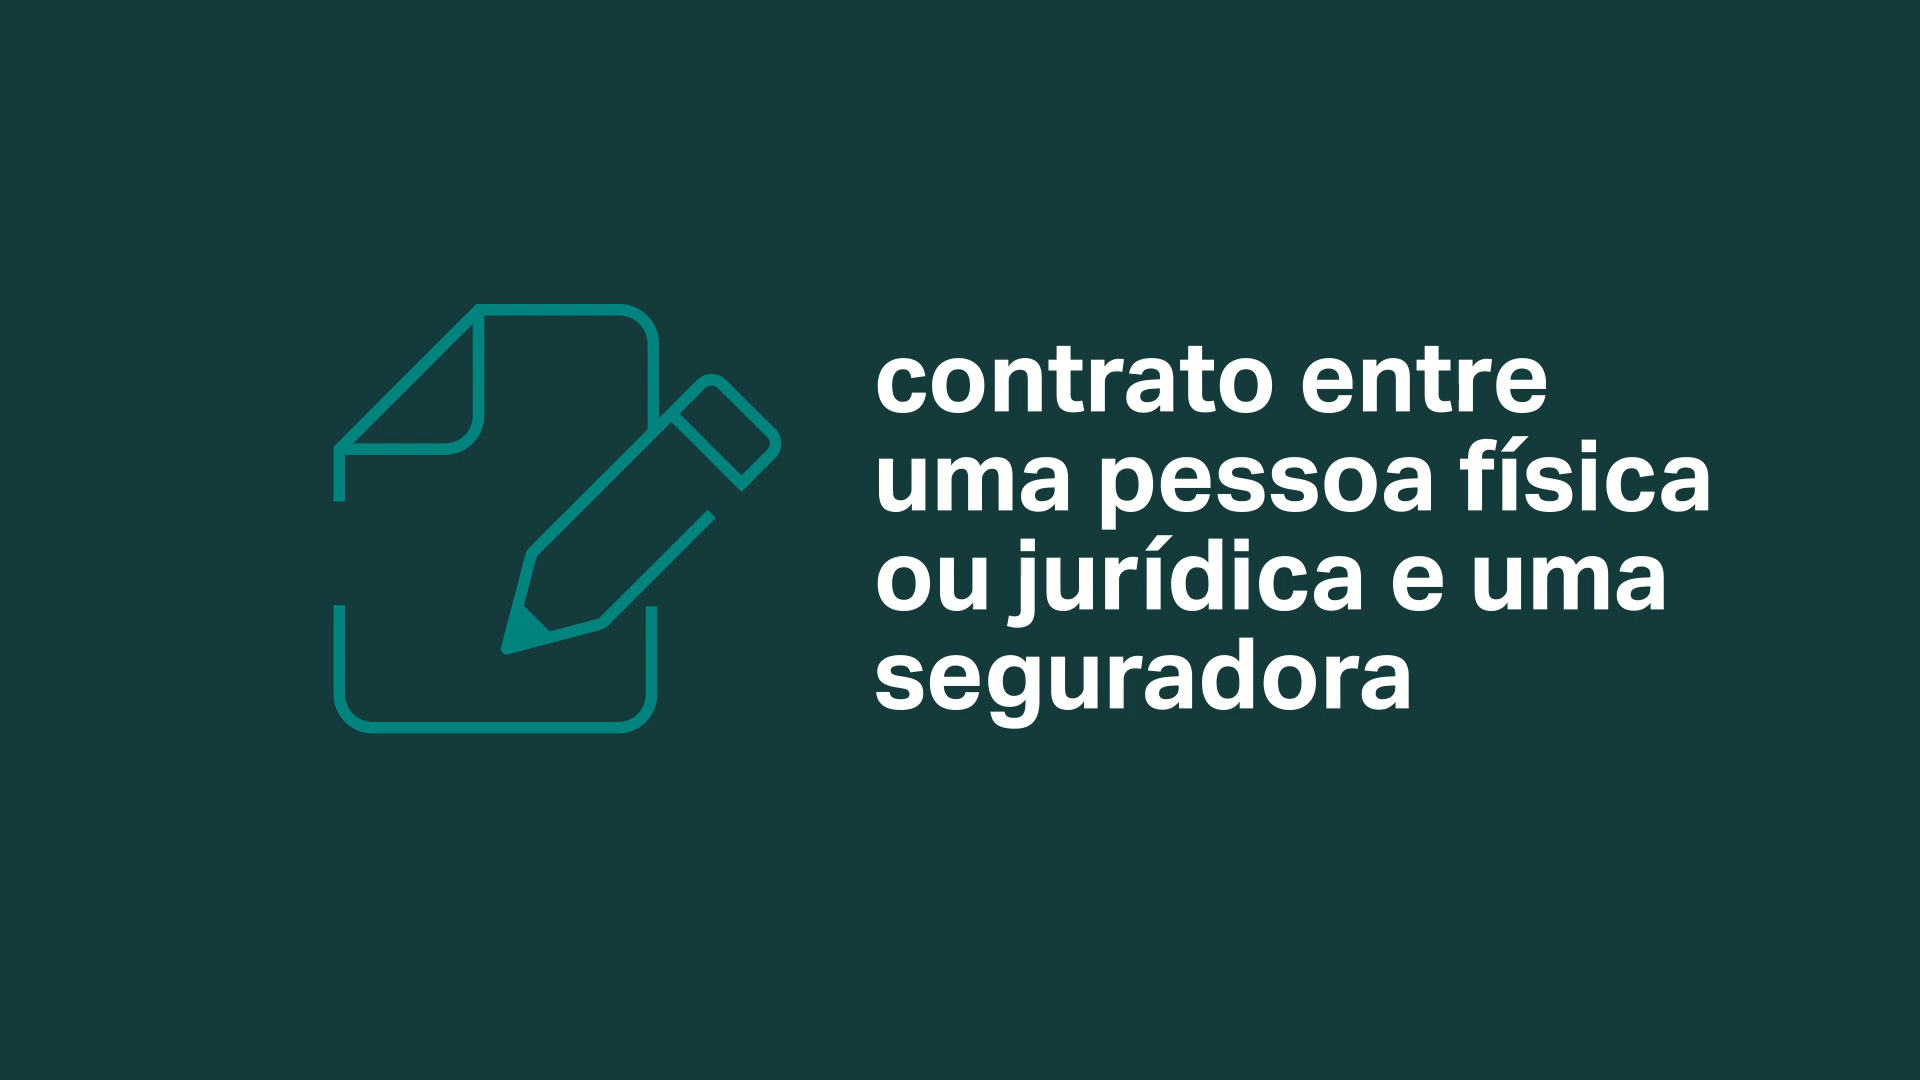 contrato entre
uma pessoa física
ou jurídica e uma
seguradora